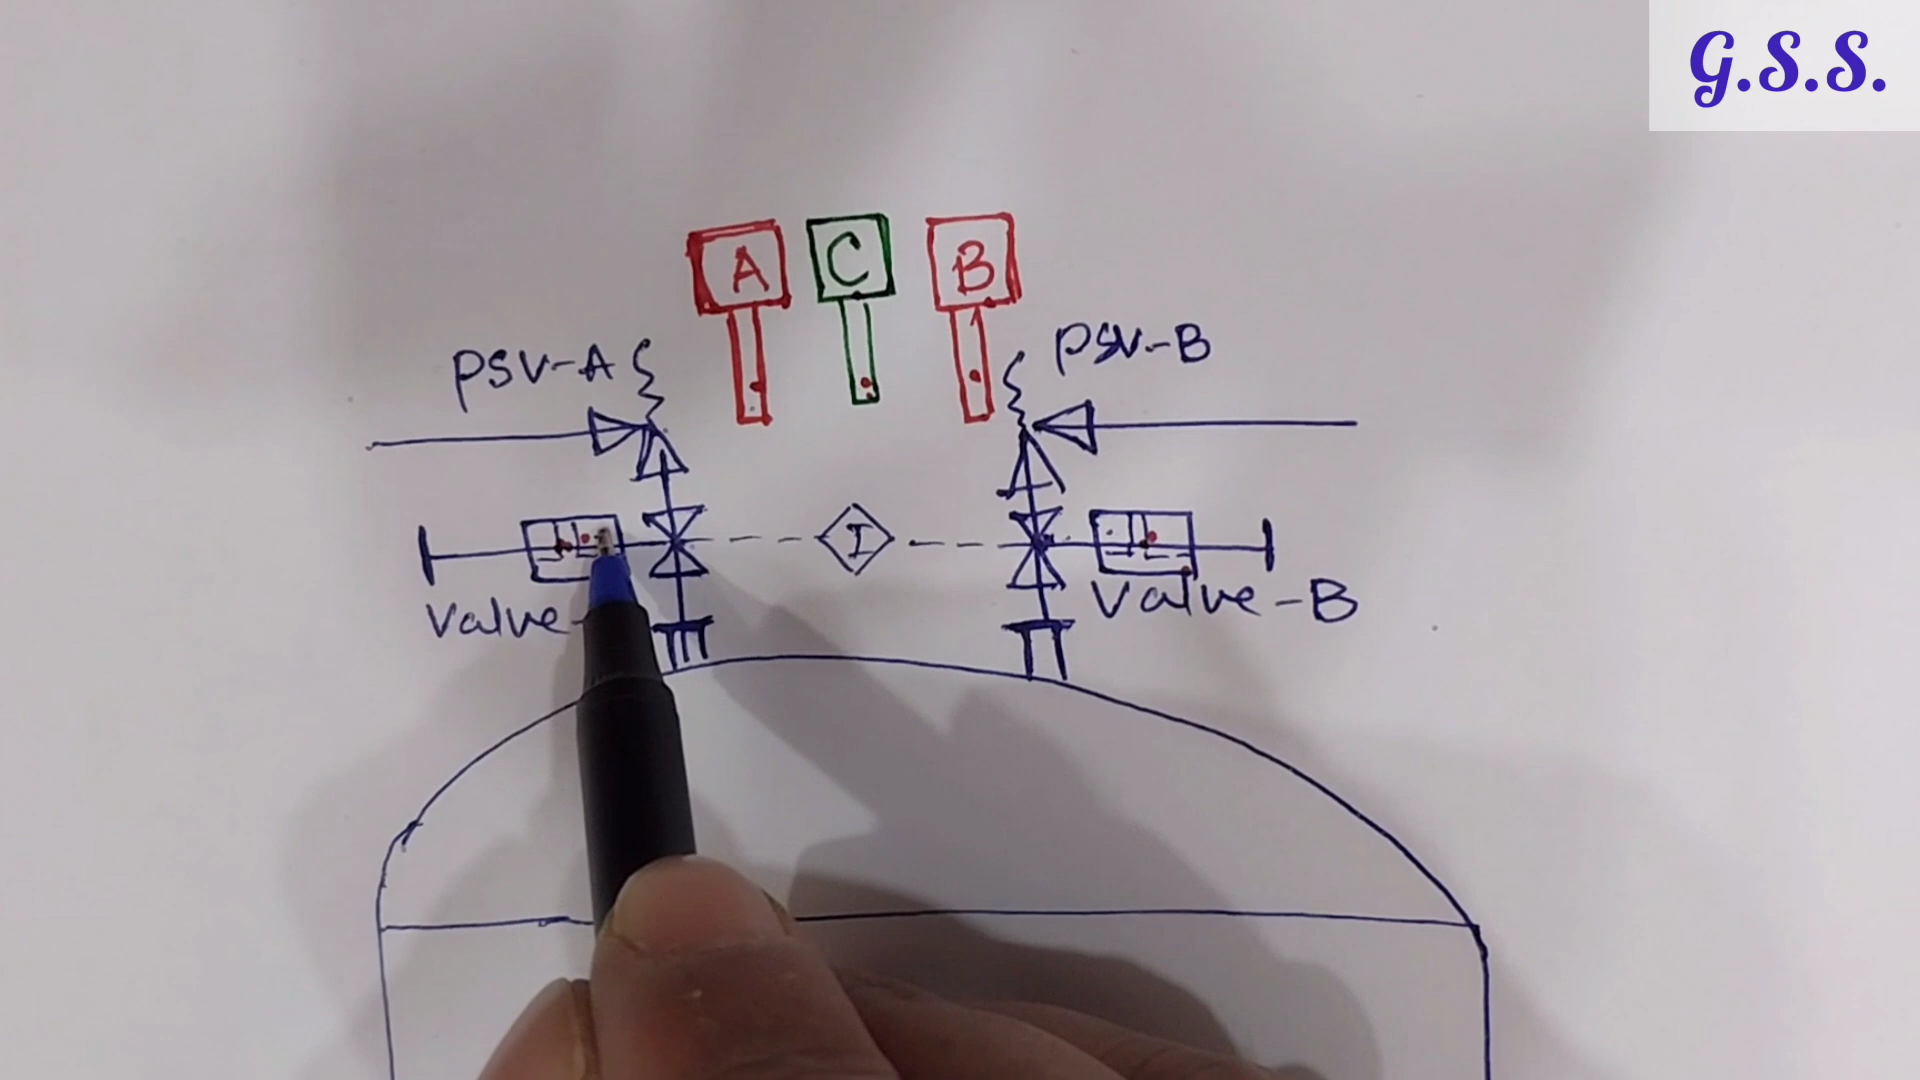 G.S.S.
A C B
PSV-A
PSV-B
I
Valve-
Valve-B